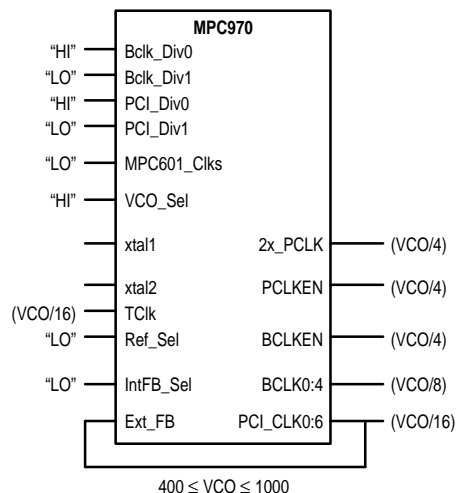 MPC970
“HI” Bclk_Div0
“LO” Bclk_Div1
“HI” PCI_Div0
“LO” PCI_Div1
“LO” MPC601_Clks
“HI” VCO_Sel
xtal1 2x_PCLK (VCO/4)
xtal2 PCLKEN (VCO/4)
(VCO/16) TClk
“LO” Ref_Sel BCLKEN (VCO/4)
“LO” IntFB_Sel BCLK0:4 (VCO/8)
Ext_FB PCI_CLK0:6 (VCO/16)
400 ≤ VCO ≤ 1000